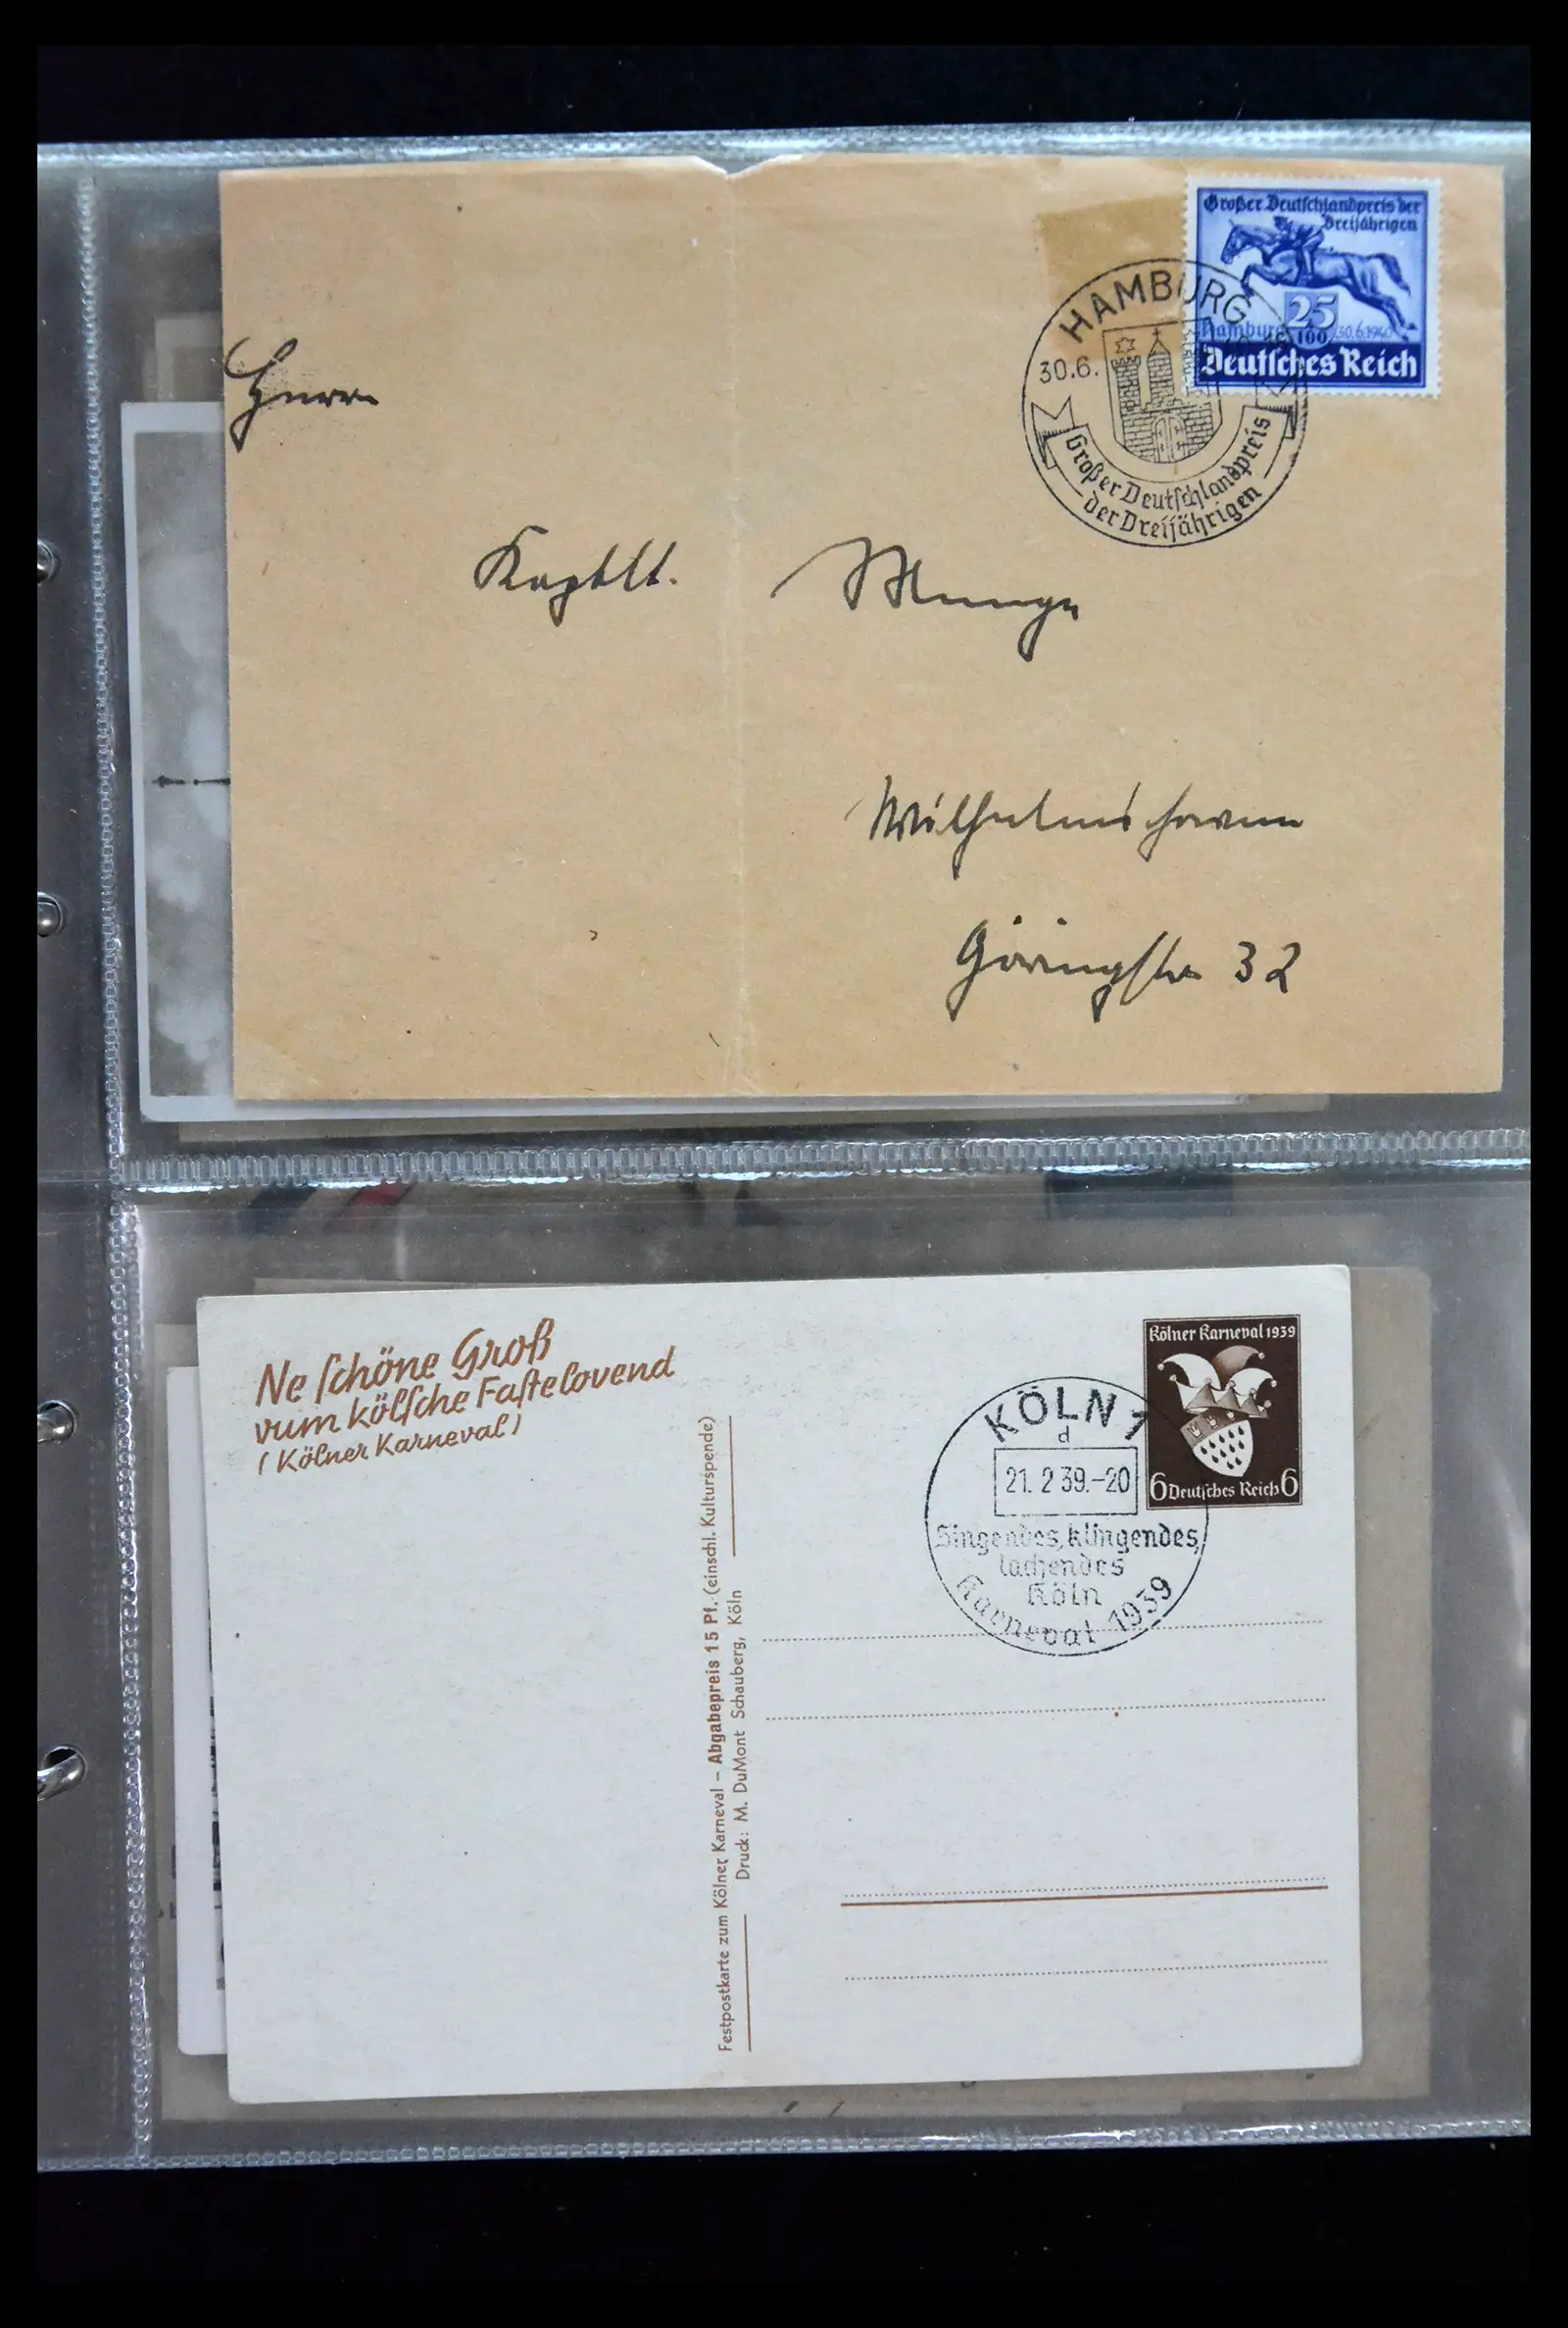 Großer Deutschlandpreis der
Dreijährigen
25
100
Hamburg 30.6.1940
Deutsches Reich
HAMBURG
30.6.
Großer Deutschlandpreis
der Dreijährigen
Herrn
Kaptlt.
Wilhelmshaven
Göringstr 32
Ne schöne Groß
vum kölsche Fastelovend
(Kölner Karneval)
Kölner Karneval 1939
6 Deutsches Reich 6
KÖLN 1
d
21. 2 39.-20
Singendes, klingendes,
lachendes
Köln
Karneval 1939
Festpostkarte zum Kölner Karneval – Abgabepreis 15 Pf. (einschl. Kulturspende)
Druck: M. DuMont Schauberg, Köln